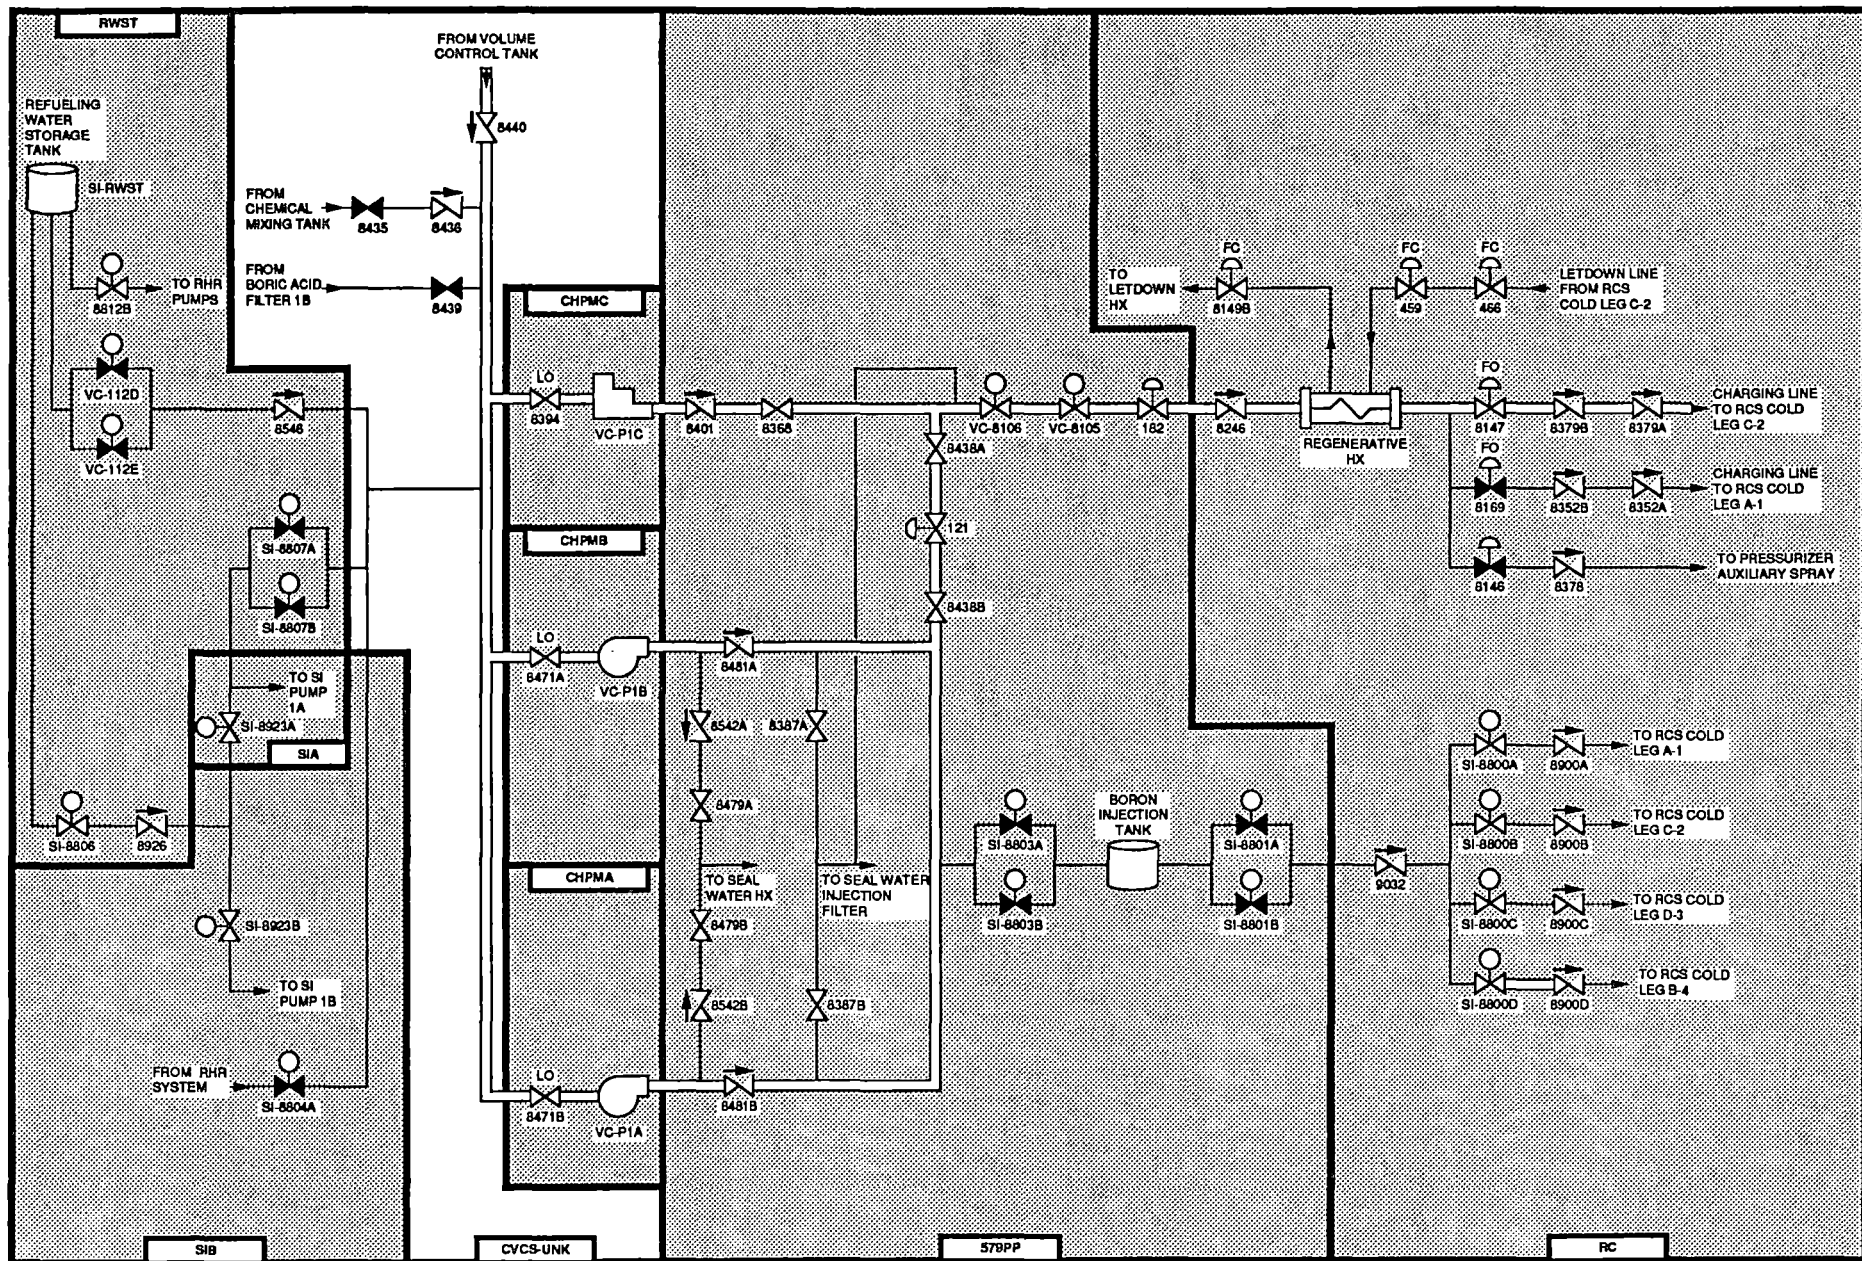 RWST
FROM VOLUME
CONTROL TANK
REFUELING
WATER
STORAGE
TANK
SI-RWST
8440
FROM
CHEMICAL
MIXING TANK
8435
8436
FROM
BORIC ACID
FILTER 1B
8439
8812B
TO RHR
PUMPS
VC-112D
VC-112E
8546
SI-8807A
SI-8807B
TO SI
PUMP
1A
SI-8923A
SIA
SI-8806
8926
SI-8923B
TO SI
PUMP 1B
FROM RHR
SYSTEM
SI-8804A
SIB
CVCS-UNK
CHPMC
LO
8394
VC-P1C
CHPMB
LO
8471A
VC-P1B
CHPMA
LO
8471B
VC-P1A
8401
8368
VC-8106
VC-8105
182
8438A
121
8438B
8481A
8542A
8387A
8479A
TO SEAL
WATER HX
TO SEAL WATER
INJECTION
FILTER
8479B
8542B
8387B
8481B
SI-8803A
SI-8803B
BORON
INJECTION
TANK
SI-8801A
SI-8801B
579PP
TO
LETDOWN
HX
FC
8149B
FC
459
FC
466
LETDOWN LINE
FROM RCS
COLD LEG C-2
8246
REGENERATIVE
HX
FO
8147
8379B
8379A
CHARGING LINE
TO RCS COLD
LEG C-2
FO
8169
8352B
8352A
CHARGING LINE
TO RCS COLD
LEG A-1
8146
8378
TO PRESSURIZER
AUXILIARY SPRAY
9032
SI-8800A
8900A
TO RCS COLD
LEG A-1
SI-8800B
8900B
TO RCS COLD
LEG C-2
SI-8800C
8900C
TO RCS COLD
LEG D-3
SI-8800D
8900D
TO RCS COLD
LEG B-4
RC